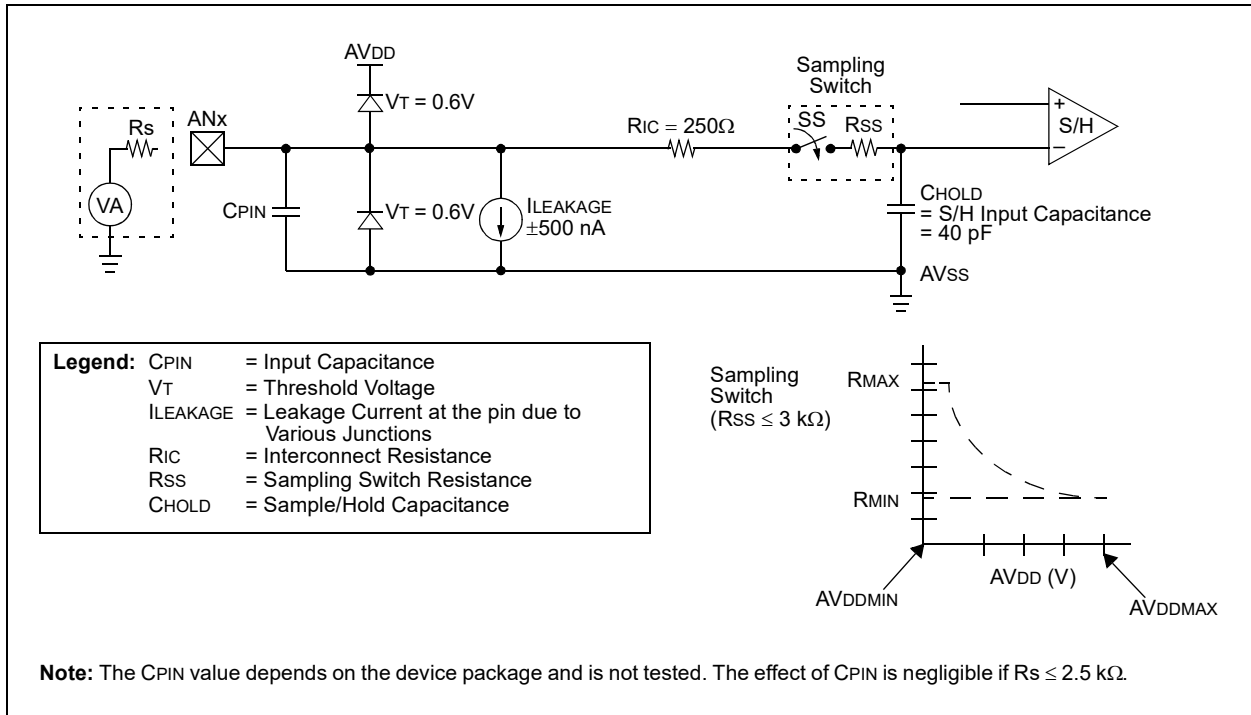 AVDD
VT = 0.6V
Sampling
Switch
Rs
ANx
RIC = 250Ω
SS
RSS
+
S/H
–
VA
CPIN
VT = 0.6V
ILEAKAGE
±500 nA
CHOLD
= S/H Input Capacitance
= 40 pF
AVSS
Legend: CPIN = Input Capacitance
VT = Threshold Voltage
ILEAKAGE = Leakage Current at the pin due to
Various Junctions
RIC = Interconnect Resistance
RSS = Sampling Switch Resistance
CHOLD = Sample/Hold Capacitance
Sampling
Switch
(RSS ≤ 3 kΩ)
RMAX
RMIN
AVDDMIN
AVDD (V)
AVDDMAX
Note: The CPIN value depends on the device package and is not tested. The effect of CPIN is negligible if Rs ≤ 2.5 kΩ.